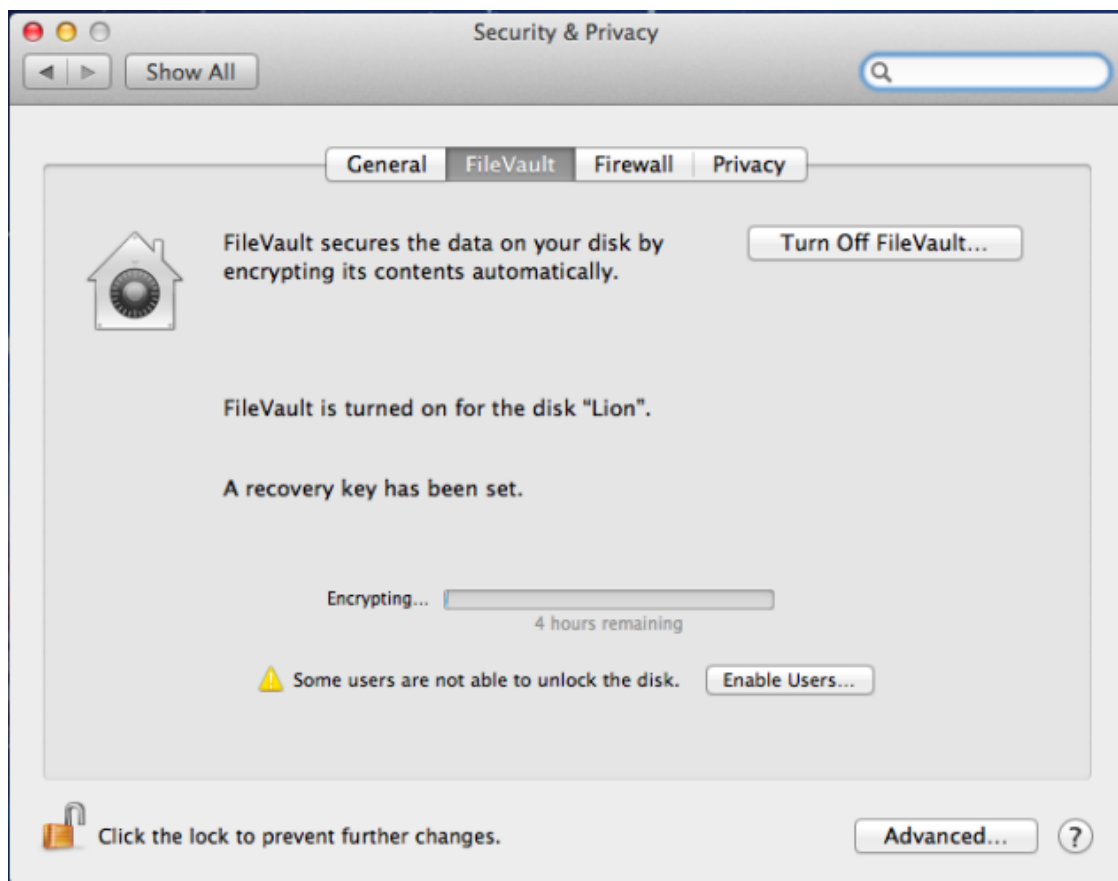 Security & Privacy
Show All
General FileVault Firewall Privacy
FileVault secures the data on your disk by
encrypting its contents automatically.
Turn Off FileVault...
FileVault is turned on for the disk “Lion”.
A recovery key has been set.
Encrypting...
4 hours remaining
Some users are not able to unlock the disk. Enable Users...
Click the lock to prevent further changes. Advanced... ?